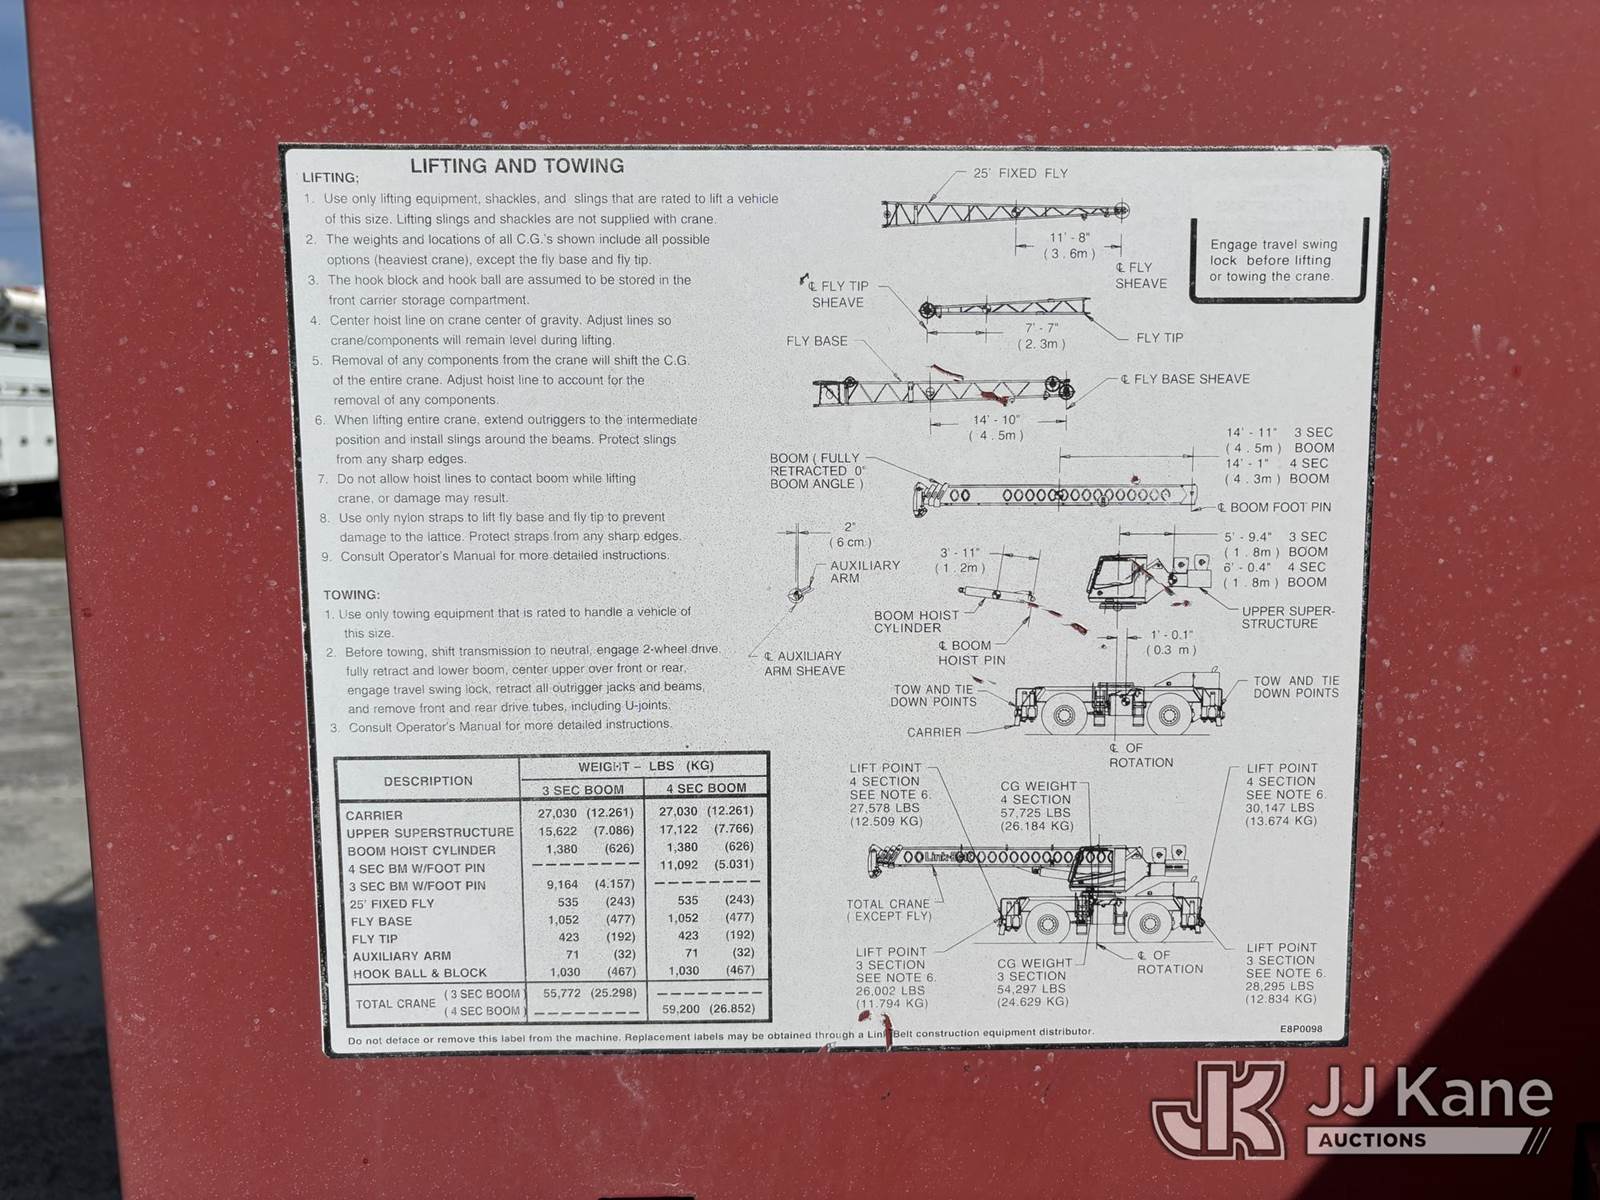 LIFTING AND TOWING
LIFTING;
1. Use only lifting equipment, shackles, and slings that are rated to lift a vehicle
of this size. Lifting slings and shackles are not supplied with crane.
2. The weights and locations of all C.G.'s shown include all possible
options (heaviest crane), except the fly base and fly tip.
3. The hook block and hook ball are assumed to be stored in the
front carrier storage compartment.
4. Center hoist line on crane center of gravity. Adjust lines so
crane/components will remain level during lifting.
5. Removal of any components from the crane will shift the C.G.
of the entire crane. Adjust hoist line to account for the
removal of any components.
6. When lifting entire crane, extend outriggers to the intermediate
position and install slings around the beams. Protect slings
from any sharp edges.
7. Do not allow hoist lines to contact boom while lifting
crane, or damage may result.
8. Use only nylon straps to lift fly base and fly tip to prevent
damage to the lattice. Protect straps from any sharp edges.
9. Consult Operator's Manual for more detailed instructions.
TOWING:
1. Use only towing equipment that is rated to handle a vehicle of
this size.
2. Before towing, shift transmission to neutral, engage 2-wheel drive,
fully retract and lower boom, center upper over front or rear,
engage travel swing lock, retract all outrigger jacks and beams,
and remove front and rear drive tubes, including U-joints.
3. Consult Operator's Manual for more detailed instructions.
DESCRIPTION WEIGHT - LBS (KG)
3 SEC BOOM 4 SEC BOOM
CARRIER 27,030 (12.261) 27,030 (12.261)
UPPER SUPERSTRUCTURE 15,622 (7.086) 17,122 (7.766)
BOOM HOIST CYLINDER 1,380 (626) 1,380 (626)
4 SEC BM W/FOOT PIN ------ 11,092 (5.031)
3 SEC BM W/FOOT PIN 9,164 (4.157) ------
25' FIXED FLY 535 (243) 535 (243)
FLY BASE 1,052 (477) 1,052 (477)
FLY TIP 423 (192) 423 (192)
AUXILIARY ARM 71 (32) 71 (32)
HOOK BALL & BLOCK 1,030 (467) 1,030 (467)
TOTAL CRANE (3 SEC BOOM) 55,772 (25.298) ------
(4 SEC BOOM) ------ 59,200 (26.852)
Do not deface or remove this label from the machine. Replacement labels may be obtained through a Link-Belt construction equipment distributor.
E8P0098
25' FIXED FLY
11' - 8"
(3.6m)
℄ FLY
SHEAVE
Engage travel swing
lock before lifting
or towing the crane.
℄ FLY TIP
SHEAVE
7' - 7"
(2.3m)
FLY TIP
FLY BASE
℄ FLY BASE SHEAVE
14' - 10"
(4.5m)
14' - 11" 3 SEC
(4.5m) BOOM
14' - 1" 4 SEC
(4.3m) BOOM
BOOM (FULLY
RETRACTED 0°
BOOM ANGLE)
℄ BOOM FOOT PIN
2"
(6 cm)
AUXILIARY
ARM
℄ AUXILIARY
ARM SHEAVE
3' - 11"
(1.2m)
BOOM HOIST
CYLINDER
℄ BOOM
HOIST PIN
5' - 9.4" 3 SEC
(1.8m) BOOM
6' - 0.4" 4 SEC
(1.8m) BOOM
UPPER SUPER-
STRUCTURE
1' - 0.1"
(0.3 m)
TOW AND TIE
DOWN POINTS
TOW AND TIE
DOWN POINTS
CARRIER
℄ OF
ROTATION
LIFT POINT
4 SECTION
SEE NOTE 6.
27,578 LBS
(12.509 KG)
CG WEIGHT
4 SECTION
57,725 LBS
(26.184 KG)
LIFT POINT
4 SECTION
SEE NOTE 6.
30,147 LBS
(13.674 KG)
Link-Belt
TOTAL CRANE
(EXCEPT FLY)
LIFT POINT
3 SECTION
SEE NOTE 6.
26,002 LBS
(11.794 KG)
CG WEIGHT
3 SECTION
54,297 LBS
(24.629 KG)
℄ OF
ROTATION
LIFT POINT
3 SECTION
SEE NOTE 6.
28,295 LBS
(12.834 KG)
JK JJ Kane
AUCTIONS